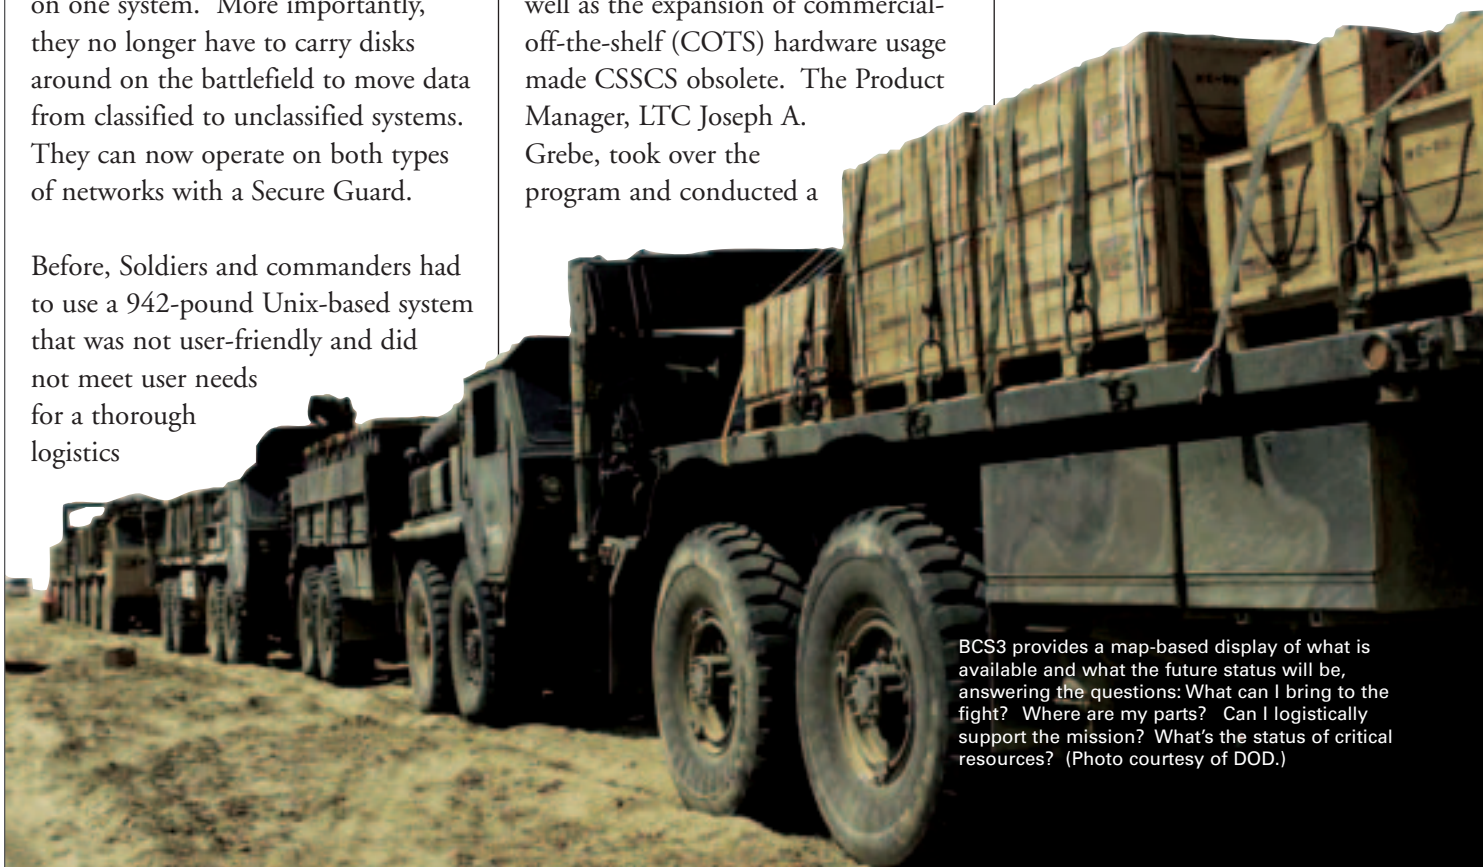 on one system.  More importantly,
they no longer have to carry disks
around on the battlefield to move data
from classified to unclassified systems.
They can now operate on both types
of networks with a Secure Guard.
Before, Soldiers and commanders had
to use a 942-pound Unix-based system
that was not user-friendly and did
not meet user needs
for a thorough
logistics
well as the expansion of commercial-
off-the-shelf (COTS) hardware usage
made CSSCS obsolete.  The Product
Manager, LTC Joseph A.
Grebe, took over the
program and conducted a
BCS3 provides a map-based display of what is
available and what the future status will be,
answering the questions: What can I bring to the
fight?  Where are my parts?  Can I logistically
support the mission?  What's the status of critical
resources?  (Photo courtesy of DOD.)